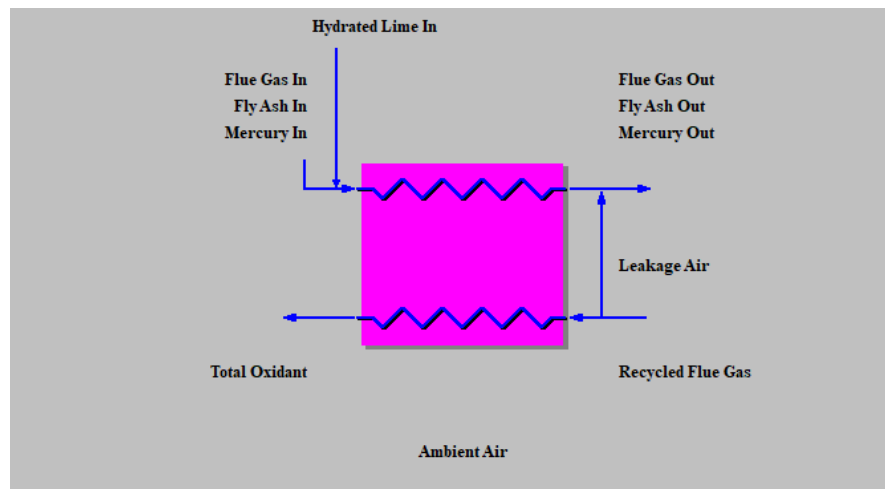 Hydrated Lime In
Flue Gas In
Fly Ash In
Mercury In
Flue Gas Out
Fly Ash Out
Mercury Out
Leakage Air
Total Oxidant
Recycled Flue Gas
Ambient Air